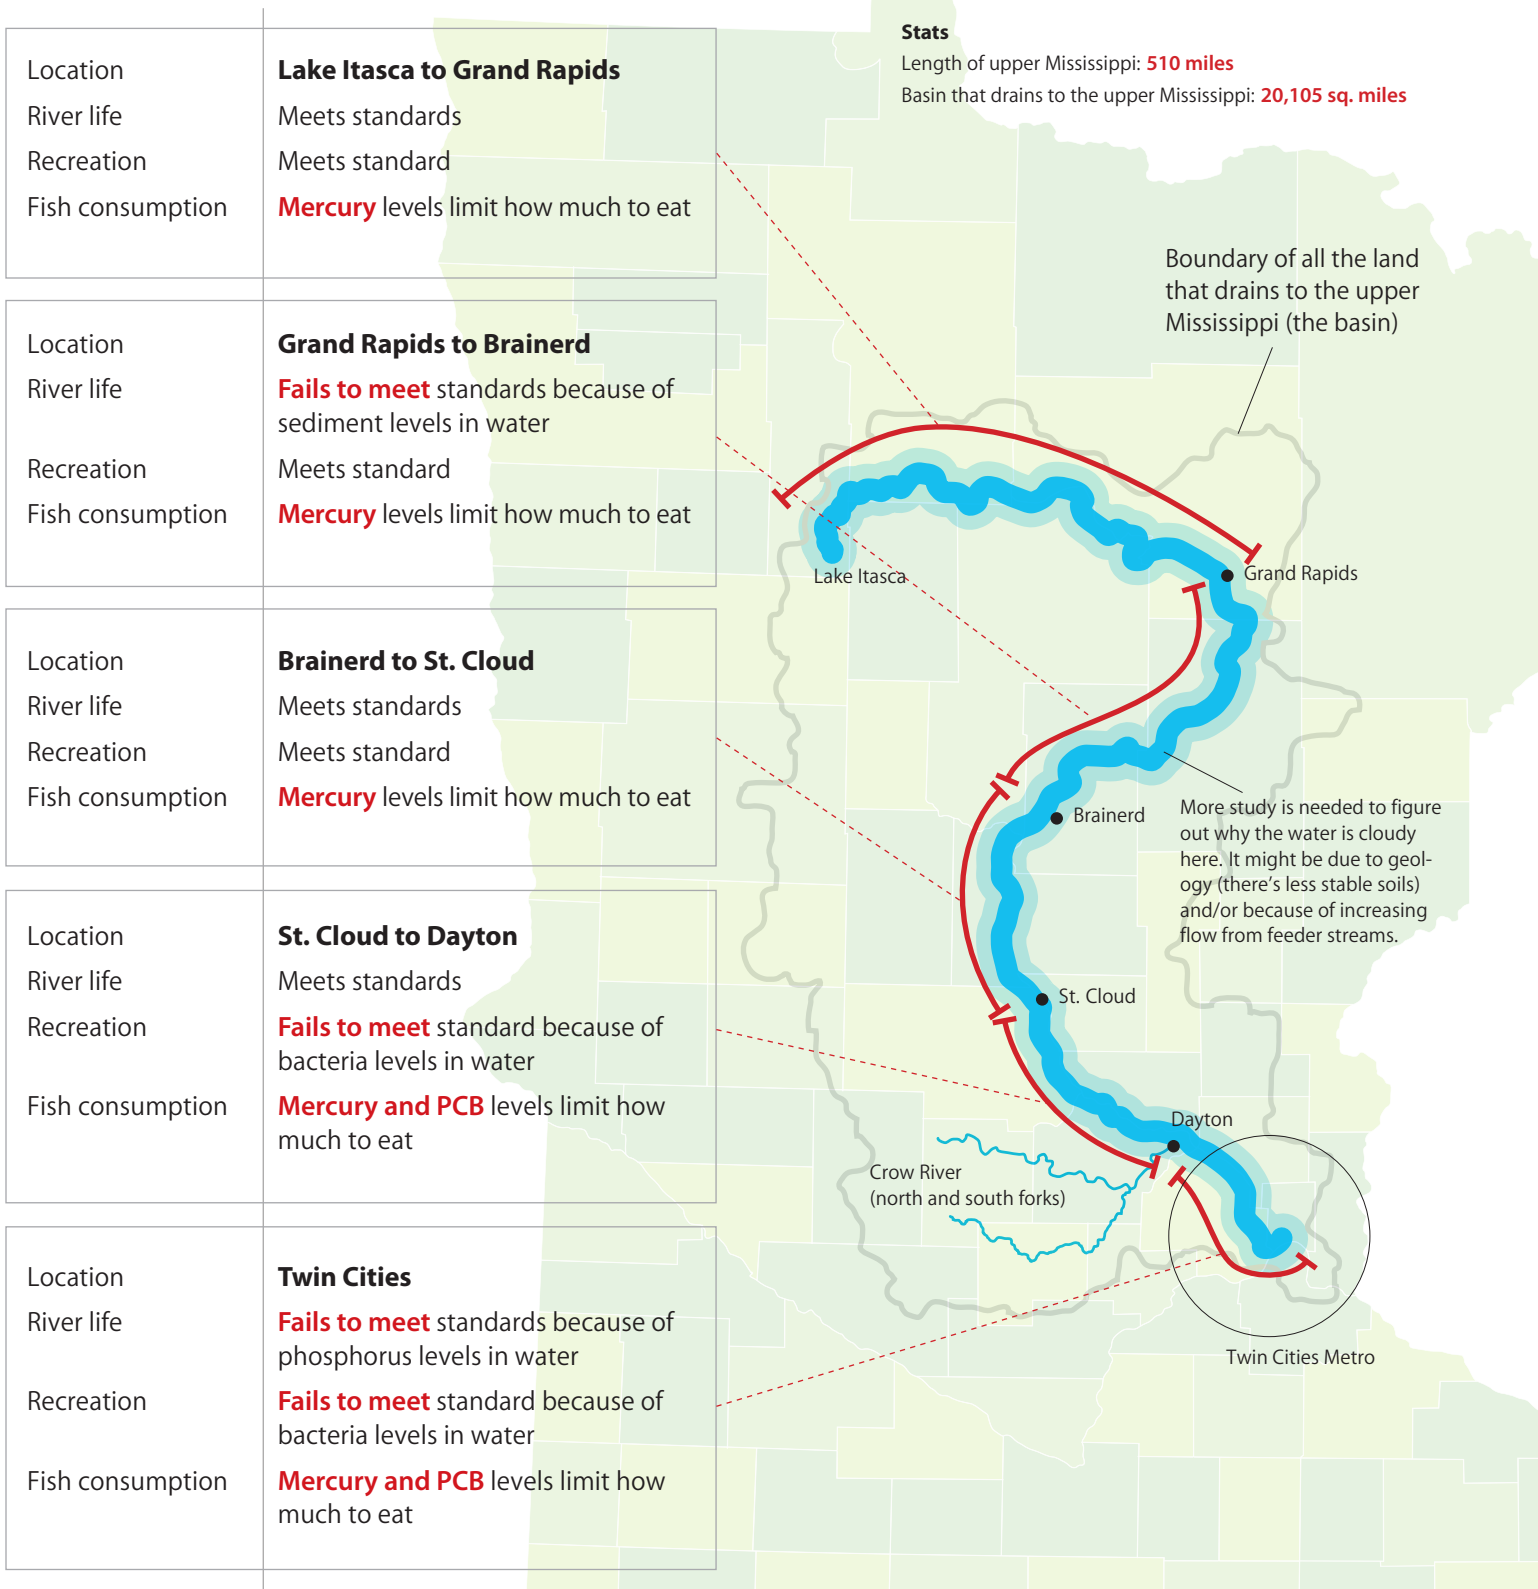 Stats
Length of upper Mississippi: 510 miles
Basin that drains to the upper Mississippi: 20,105 sq. miles
Location Lake Itasca to Grand Rapids
River life Meets standards
Recreation Meets standard
Fish consumption Mercury levels limit how much to eat
Location Grand Rapids to Brainerd
River life Fails to meet standards because of
sediment levels in water
Recreation Meets standard
Fish consumption Mercury levels limit how much to eat
Location Brainerd to St. Cloud
River life Meets standards
Recreation Meets standard
Fish consumption Mercury levels limit how much to eat
Location St. Cloud to Dayton
River life Meets standards
Recreation Fails to meet standard because of
bacteria levels in water
Fish consumption Mercury and PCB levels limit how
much to eat
Location Twin Cities
River life Fails to meet standards because of
phosphorus levels in water
Recreation Fails to meet standard because of
bacteria levels in water
Fish consumption Mercury and PCB levels limit how
much to eat
Boundary of all the land
that drains to the upper
Mississippi (the basin)
Lake Itasca
Grand Rapids
Brainerd
More study is needed to figure
out why the water is cloudy
here. It might be due to geol-
ogy (there's less stable soils)
and/or because of increasing
flow from feeder streams.
St. Cloud
Dayton
Crow River
(north and south forks)
Twin Cities Metro